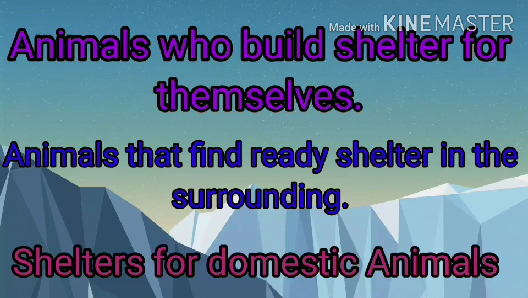 Made with KINEMASTER
Animals who build shelter for
themselves.
Animals that find ready shelter in the
surrounding.
Shelters for domestic Animals